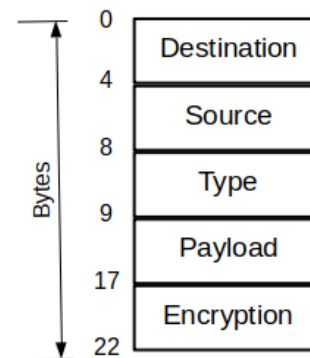 0
Destination
4
Source
8
Type
9
Payload
17
Encryption
22
Bytes